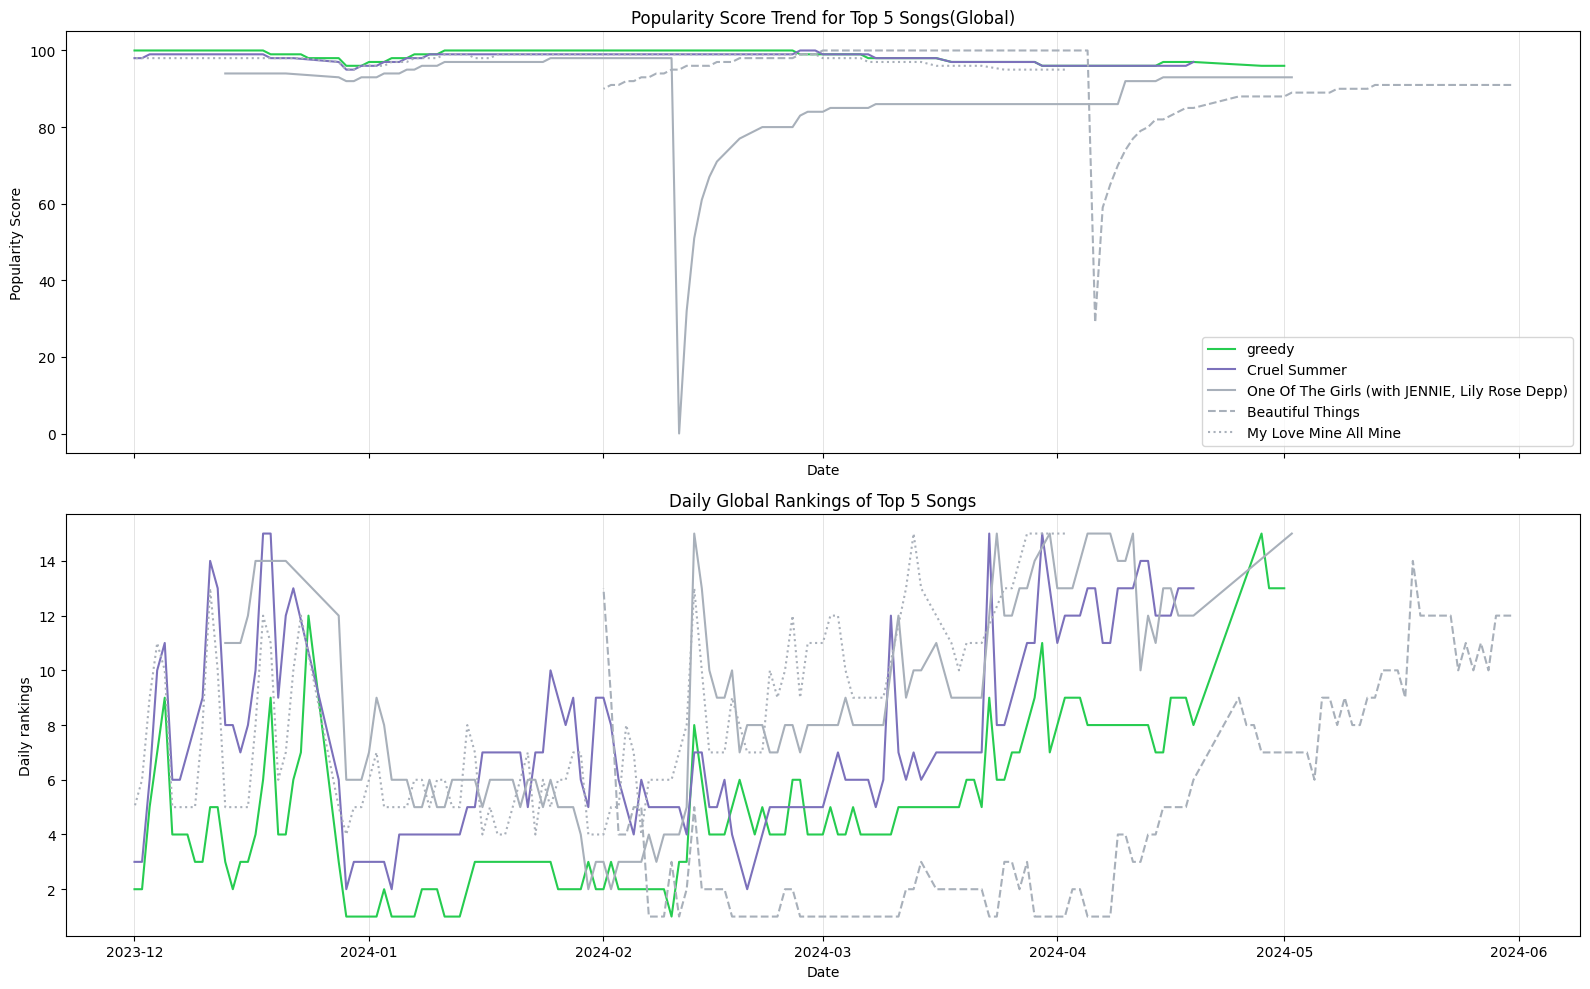 Popularity Score Trend for Top 5 Songs(Global)
Popularity Score
100
80
60
40
20
0
greedy
Cruel Summer
One Of The Girls (with JENNIE, Lily Rose Depp)
Beautiful Things
My Love Mine All Mine
Date
Daily Global Rankings of Top 5 Songs
Daily rankings
14
12
10
8
6
4
2
2023-12
2024-01
2024-02
2024-03
2024-04
2024-05
2024-06
Date